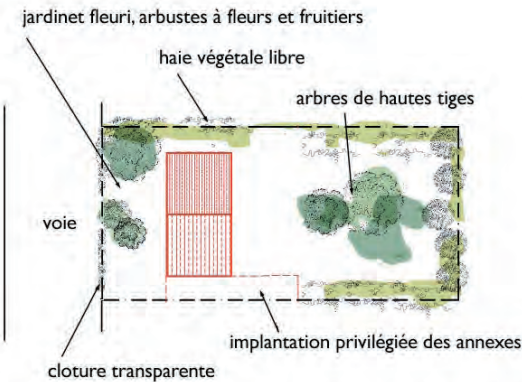 jardinet fleuri, arbustes à fleurs et fruitiers
haie végétale libre
arbres de hautes tiges
voie
implantation privilégiée des annexes
cloture transparente